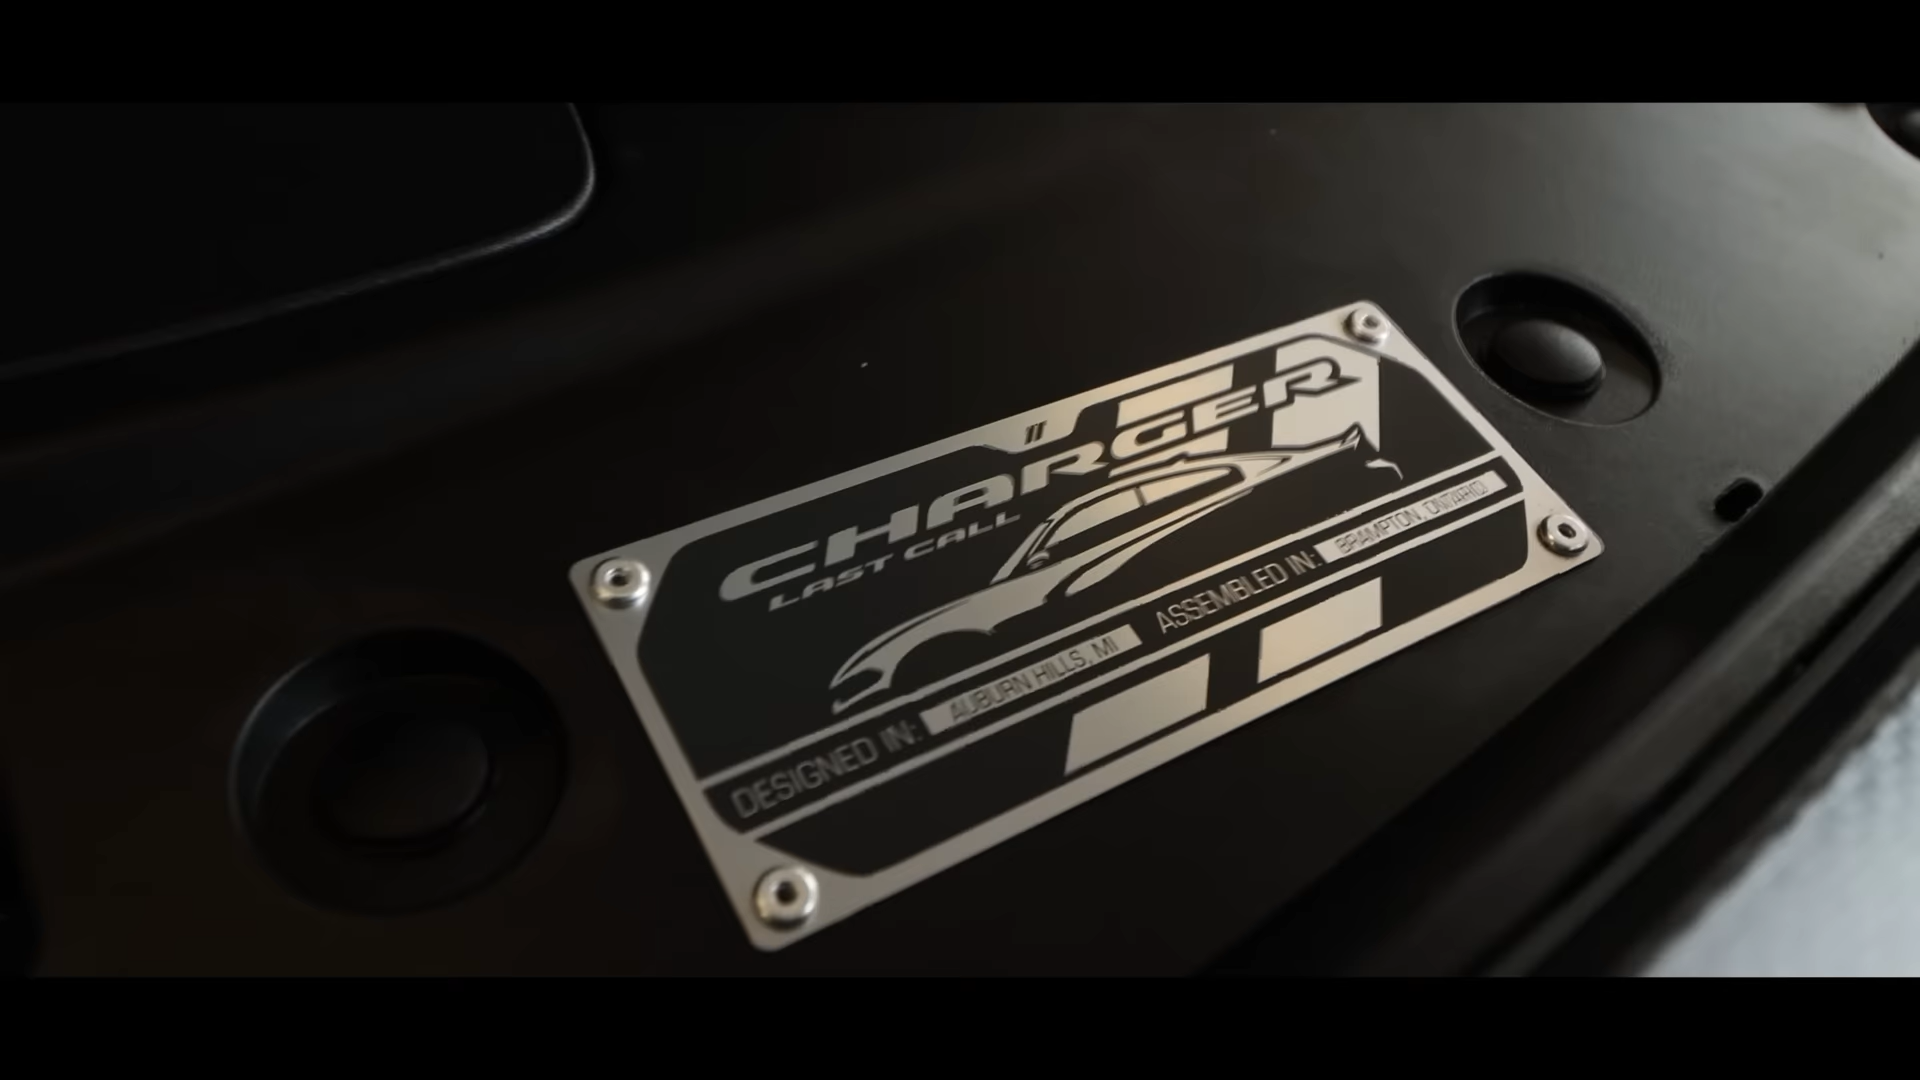 CHARGER
LAST CALL
DESIGNED IN: AUBURN HILLS, MI ASSEMBLED IN: BRAMPTON, ONTARIO